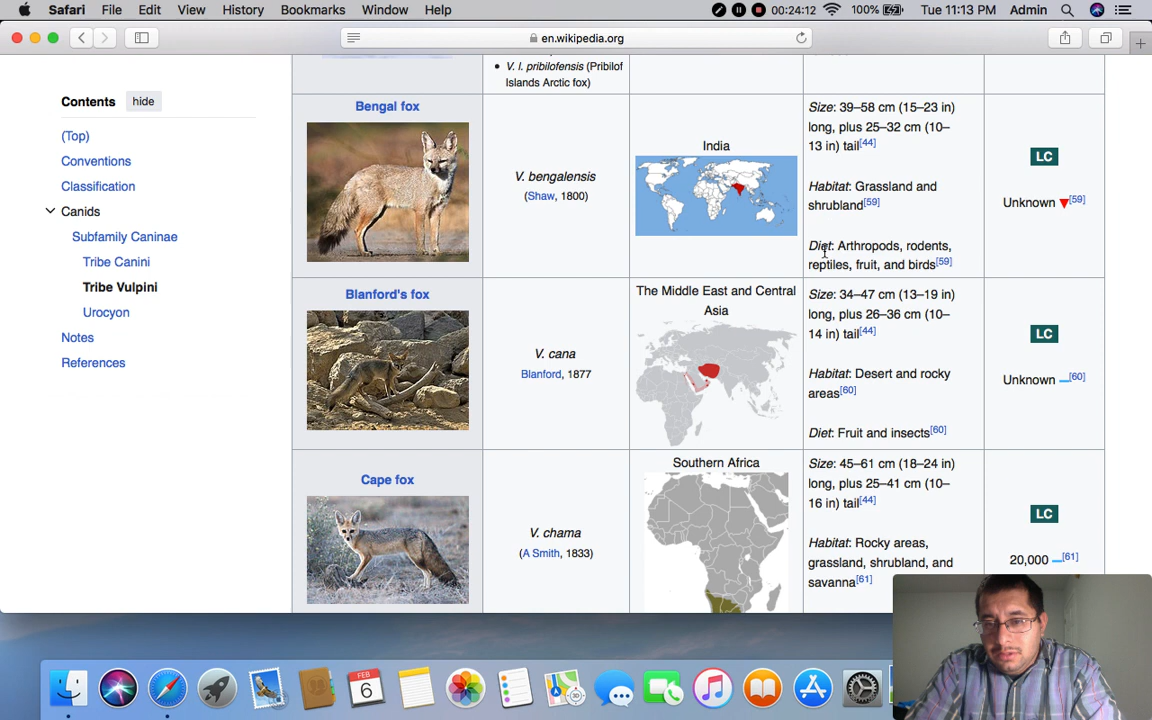 Safari File Edit View History Bookmarks Window Help 00:24:12 100% Tue 11:13 PM Admin
en.wikipedia.org
Contents hide
(Top)
Conventions
Classification
Canids
Subfamily Caninae
Tribe Canini
Tribe Vulpini
Urocyon
Notes
References
• V. l. pribilofensis (Pribilof
Islands Arctic fox)
Bengal fox
V. bengalensis
(Shaw, 1800)
India
Size: 39–58 cm (15–23 in)
long, plus 25–32 cm (10–
13 in) tail[44]
Habitat: Grassland and
shrubland[59]
Diet: Arthropods, rodents,
reptiles, fruit, and birds[59]
LC
Unknown [59]
Blanford's fox
V. cana
Blanford, 1877
The Middle East and Central
Asia
Size: 34–47 cm (13–19 in)
long, plus 26–36 cm (10–
14 in) tail[44]
Habitat: Desert and rocky
areas[60]
Diet: Fruit and insects[60]
LC
Unknown [60]
Cape fox
V. chama
(A Smith, 1833)
Southern Africa
Size: 45–61 cm (18–24 in)
long, plus 25–41 cm (10–
16 in) tail[44]
Habitat: Rocky areas,
grassland, shrubland, and
savanna[61]
LC
20,000 [61]
FEB
6